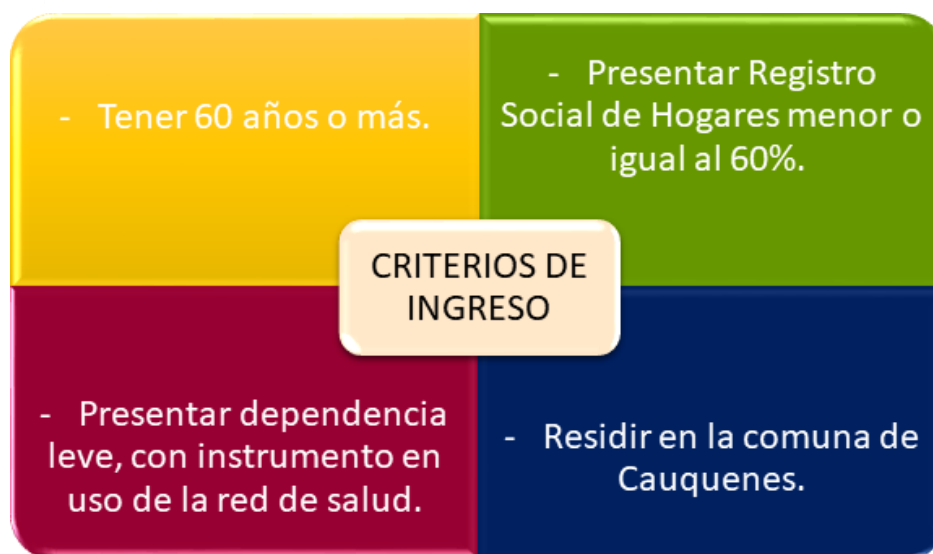 - Tener 60 años o más.
- Presentar Registro
Social de Hogares menor o
igual al 60%.
CRITERIOS DE
INGRESO
- Presentar dependencia
leve, con instrumento en
uso de la red de salud.
- Residir en la comuna de
Cauquenes.